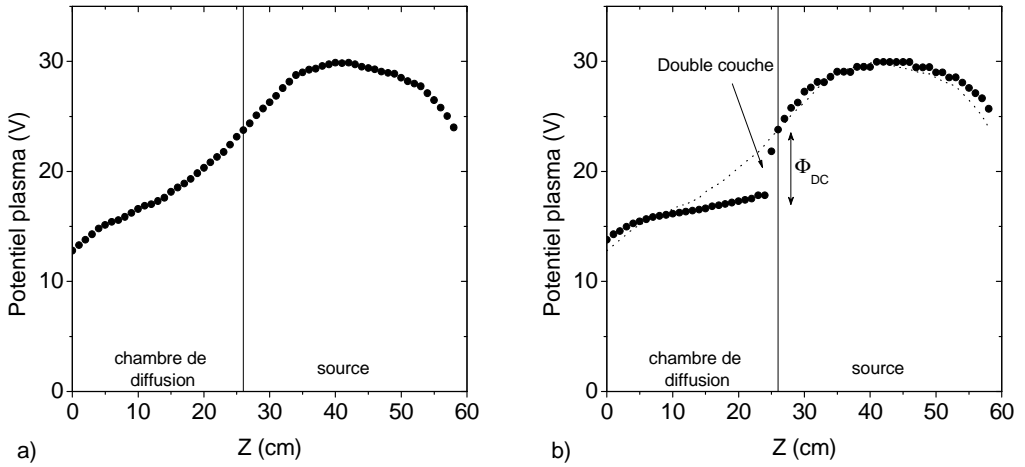 30
20
10
0
Potentiel plasma (V)
chambre de
diffusion
source
0 10 20 30 40 50 60
Z (cm)
a)
30
20
10
0
Potentiel plasma (V)
Double couche
Φ_DC
chambre de
diffusion
source
0 10 20 30 40 50 60
Z (cm)
b)